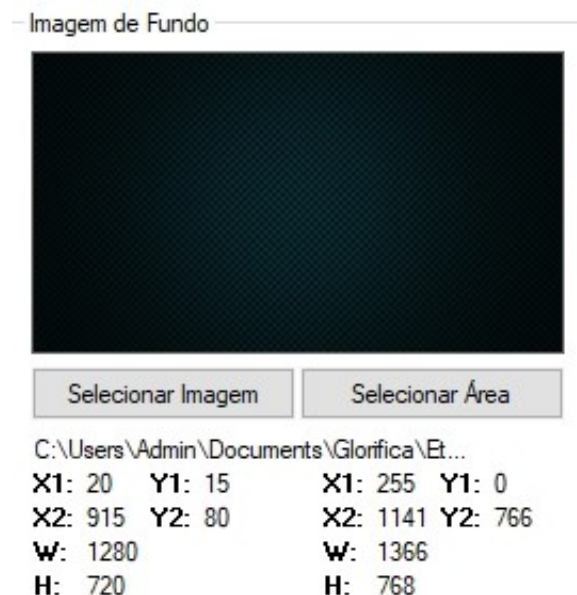 Imagem de Fundo
Selecionar Imagem Selecionar Área
C:\Users\Admin\Documents\Glorifica\Et...
X1: 20 Y1: 15 X1: 255 Y1: 0
X2: 915 Y2: 80 X2: 1141 Y2: 766
W: 1280 W: 1366
H: 720 H: 768